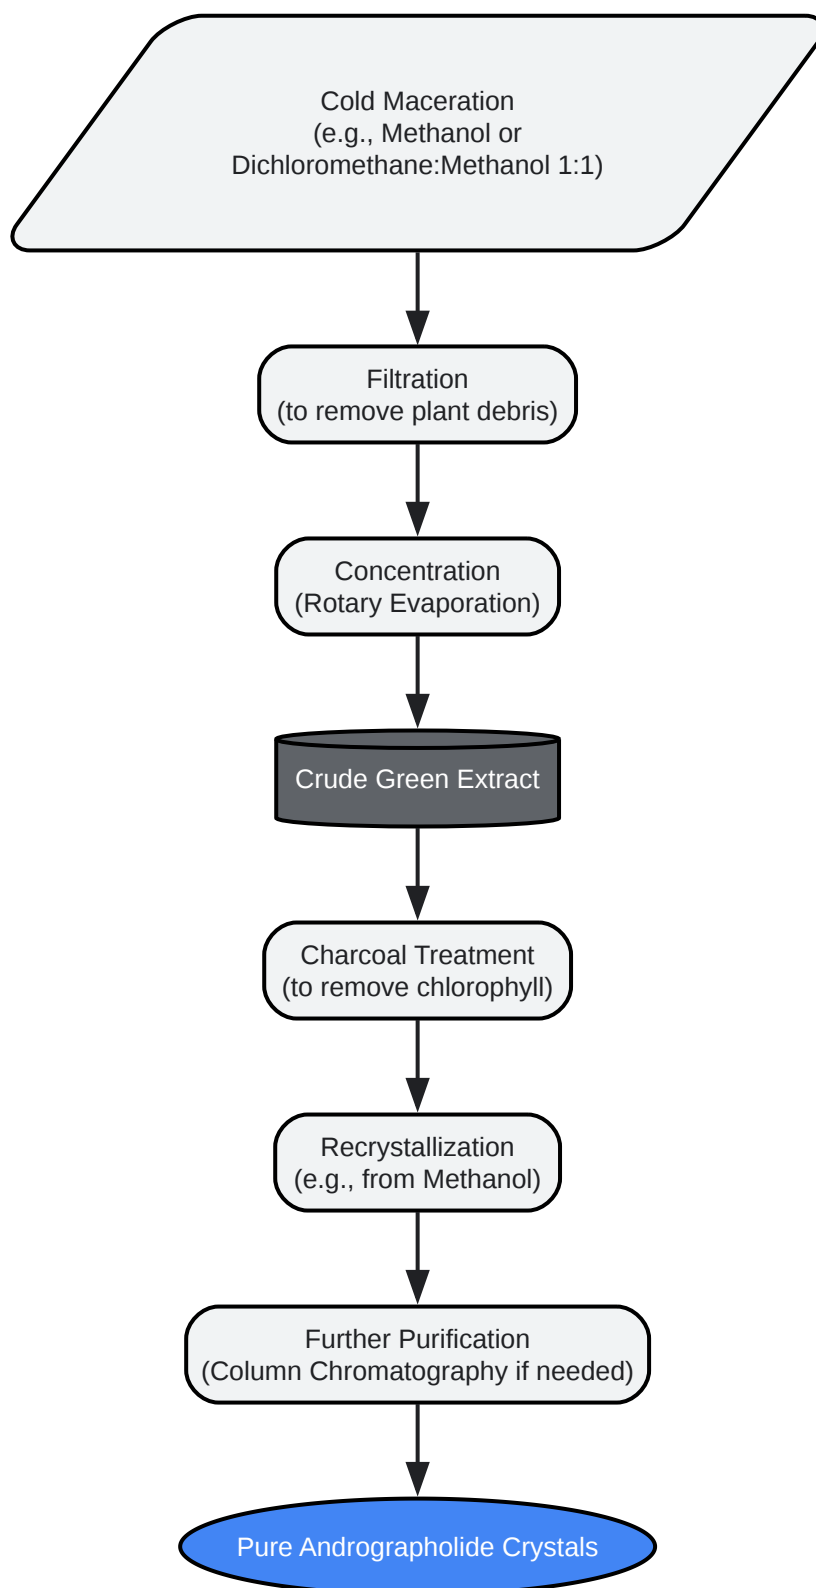 Cold Maceration
(e.g., Methanol or
Dichloromethane:Methanol 1:1)
Filtration
(to remove plant debris)
Concentration
(Rotary Evaporation)
Crude Green Extract
Charcoal Treatment
(to remove chlorophyll)
Recrystallization
(e.g., from Methanol)
Further Purification
(Column Chromatography if needed)
Pure Andrographolide Crystals